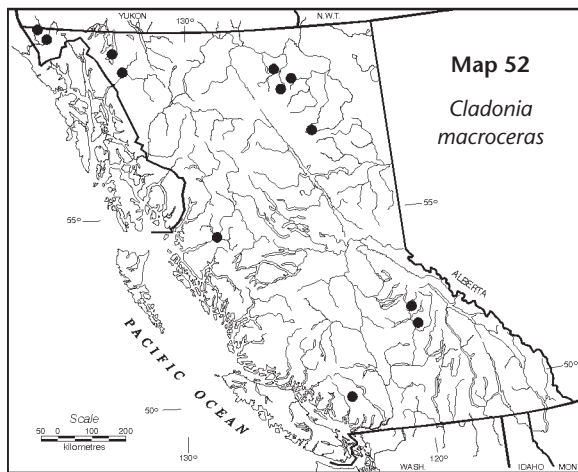 YUKON
130°
N.W.T.
Map 52
Cladonia
macroceras
55°
55°
ALBERTA
PACIFIC OCEAN
50°
Scale
50 0 100 200
kilometres
50°
130°
WASH.
120°
IDAHO
MONT